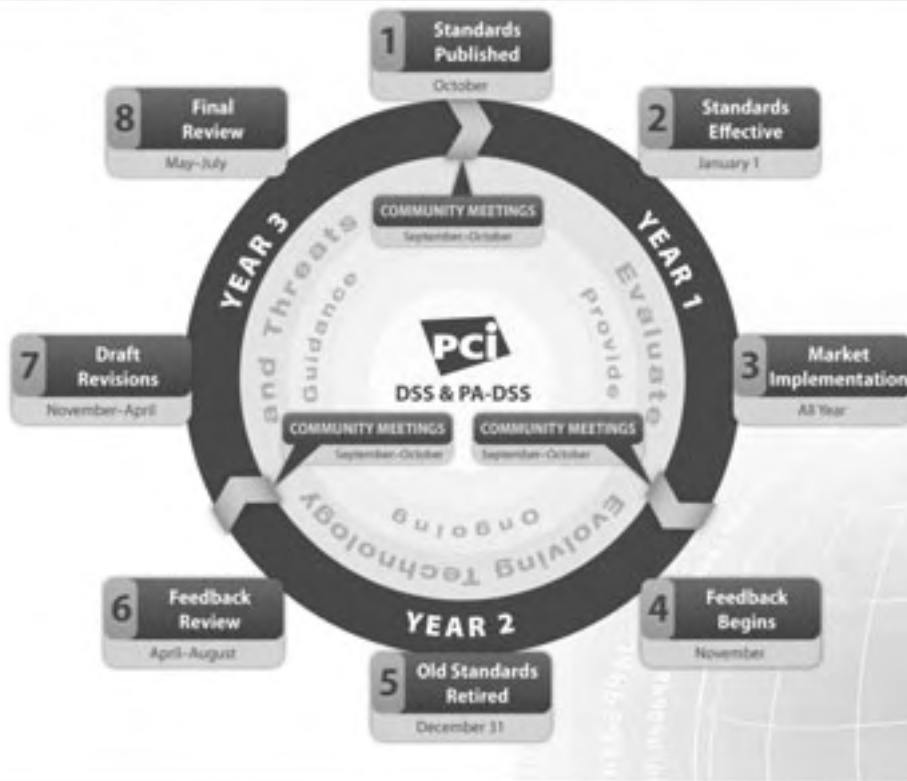 1
Standards
Published
October
2
Standards
Effective
January 1
3
Market
Implementation
All Year
4
Feedback
Begins
November
5
Old Standards
Retired
December 31
6
Feedback
Review
April–August
7
Draft
Revisions
November–April
8
Final
Review
May–July
YEAR 1
YEAR 2
YEAR 3
COMMUNITY MEETINGS
September–October
COMMUNITY MEETINGS
September–October
COMMUNITY MEETINGS
September–October
Evaluate
Evolving Technology
and Threats
Provide
Ongoing
Guidance
PCi
DSS & PA-DSS